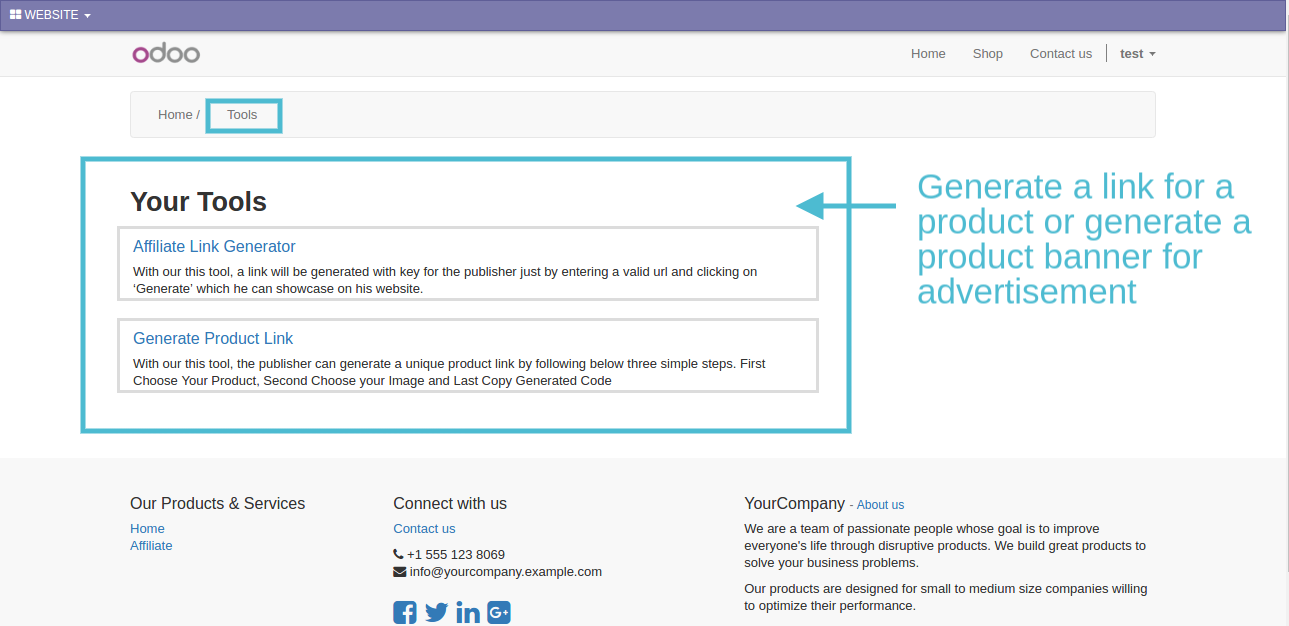 WEBSITE
odoo
Home Shop Contact us test
Home / Tools
Your Tools
Affiliate Link Generator
With our this tool, a link will be generated with key for the publisher just by entering a valid url and clicking on
‘Generate’ which he can showcase on his website.
Generate Product Link
With our this tool, the publisher can generate a unique product link by following below three simple steps. First
Choose Your Product, Second Choose your Image and Last Copy Generated Code
Generate a link for a
product or generate a
product banner for
advertisement
Our Products & Services
Home
Affiliate
Connect with us
Contact us
+1 555 123 8069
info@yourcompany.example.com
YourCompany - About us
We are a team of passionate people whose goal is to improve
everyone's life through disruptive products. We build great products to
solve your business problems.
Our products are designed for small to medium size companies willing
to optimize their performance.